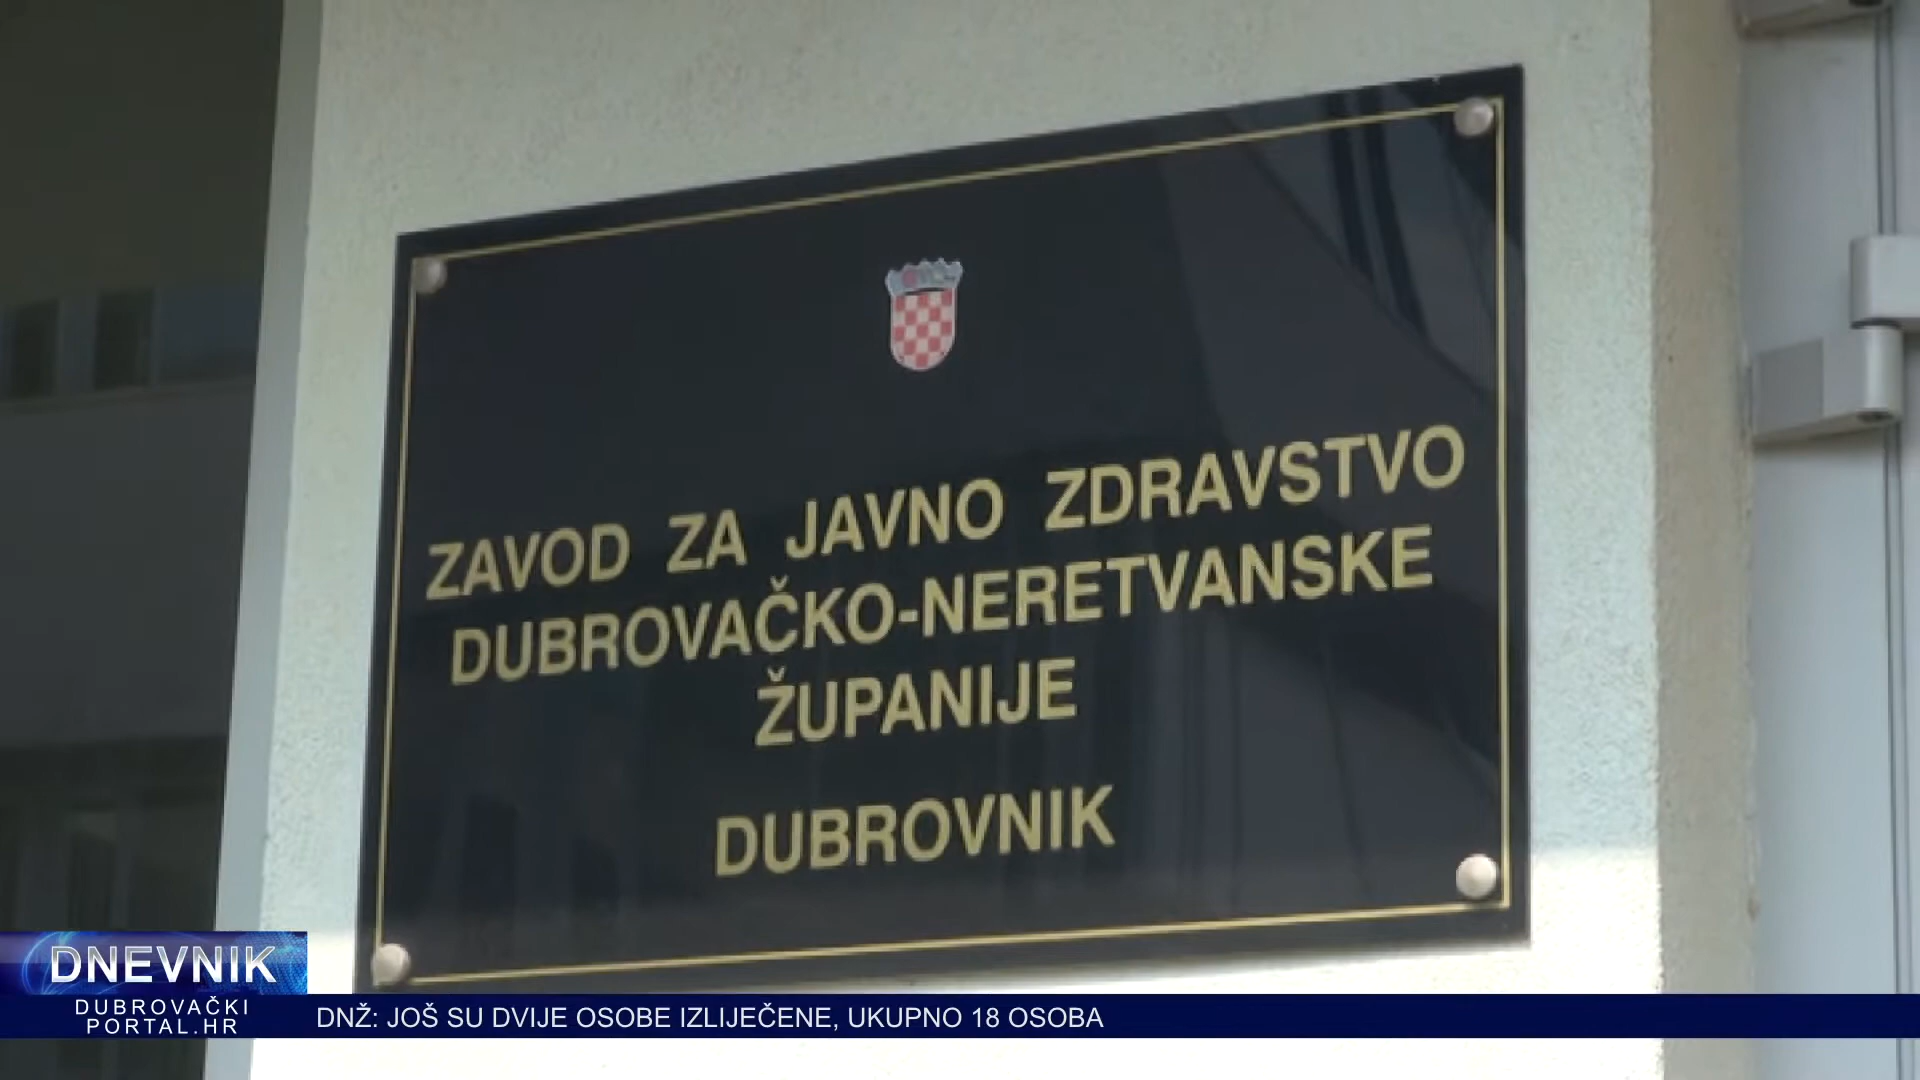 ZAVOD ZA JAVNO ZDRAVSTVO
DUBROVAČKO-NERETVANSKE
ŽUPANIJE
DUBROVNIK
DNEVNIK
DUBROVAČKI
PORTAL.HR
DNŽ: JOŠ SU DVIJE OSOBE IZLIJEČENE, UKUPNO 18 OSOBA